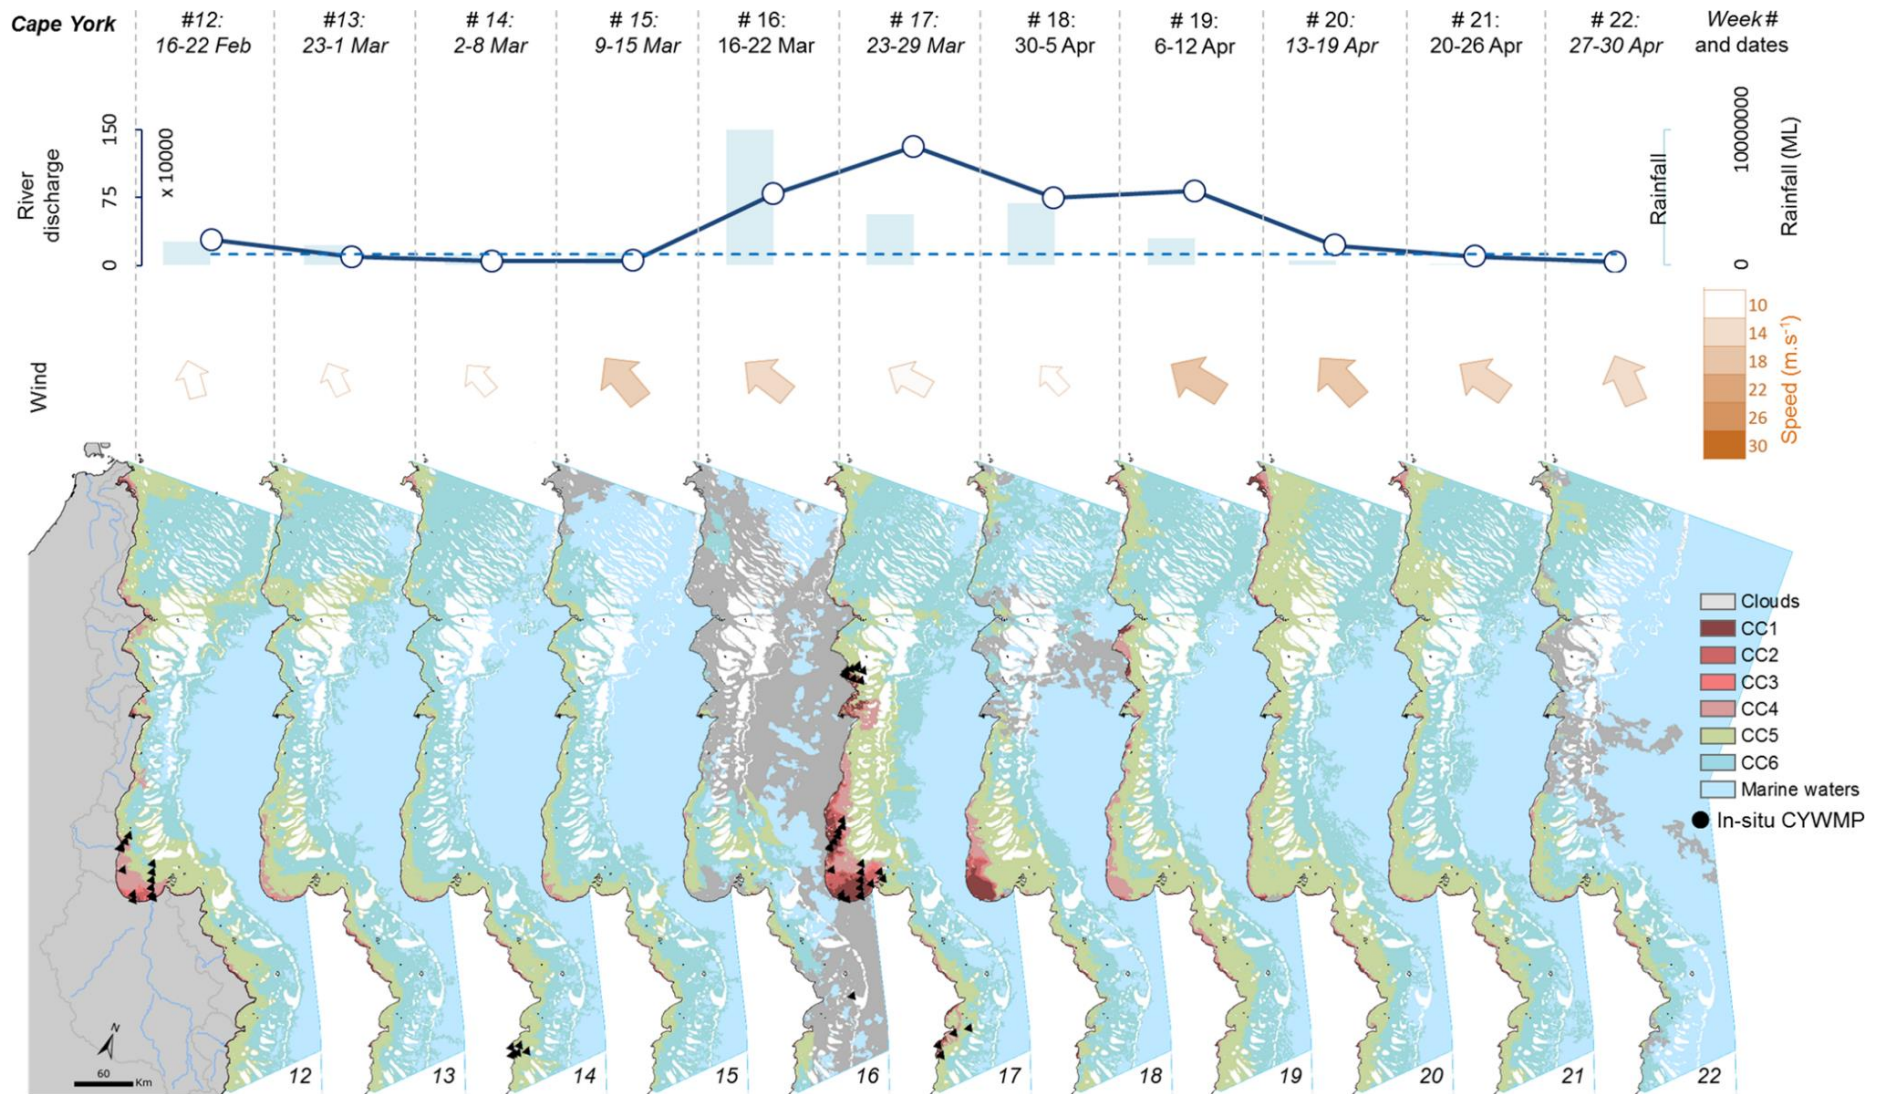 Cape York
#12:
16-22 Feb
#13:
23-1 Mar
# 14:
2-8 Mar
# 15:
9-15 Mar
# 16:
16-22 Mar
# 17:
23-29 Mar
# 18:
30-5 Apr
# 19:
6-12 Apr
# 20:
13-19 Apr
# 21:
20-26 Apr
# 22:
27-30 Apr
Week#
and dates
River
discharge
150
75
0
x 10000
Rainfall
10000000
0
Rainfall (ML)
Wind
10
14
18
22
26
30
Speed (m.s⁻¹)
Clouds
CC1
CC2
CC3
CC4
CC5
CC6
Marine waters
In-situ CYWMP
N
60
Km
12
13
14
15
16
17
18
19
20
21
22